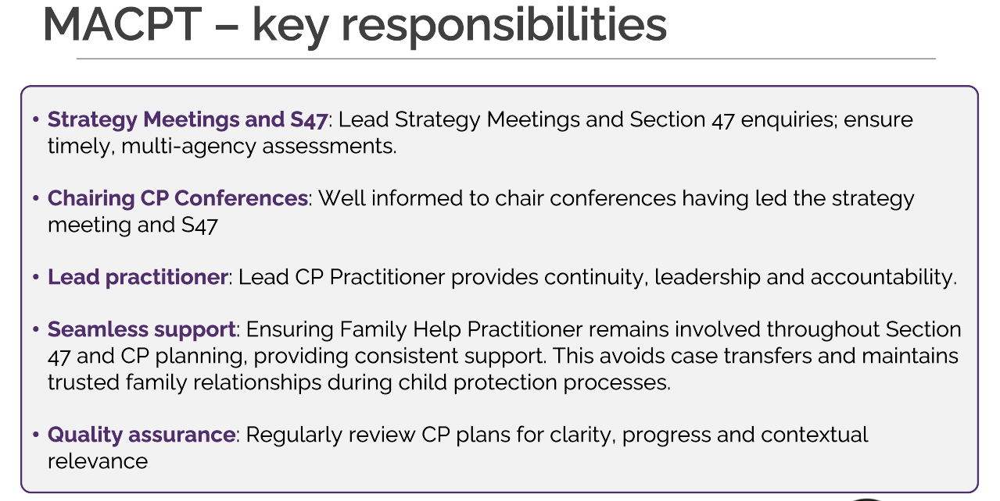 MACPT – key responsibilities
• Strategy Meetings and S47: Lead Strategy Meetings and Section 47 enquiries; ensure
timely, multi-agency assessments.
• Chairing CP Conferences: Well informed to chair conferences having led the strategy
meeting and S47
• Lead practitioner: Lead CP Practitioner provides continuity, leadership and accountability.
• Seamless support: Ensuring Family Help Practitioner remains involved throughout Section
47 and CP planning, providing consistent support. This avoids case transfers and maintains
trusted family relationships during child protection processes.
• Quality assurance: Regularly review CP plans for clarity, progress and contextual
relevance